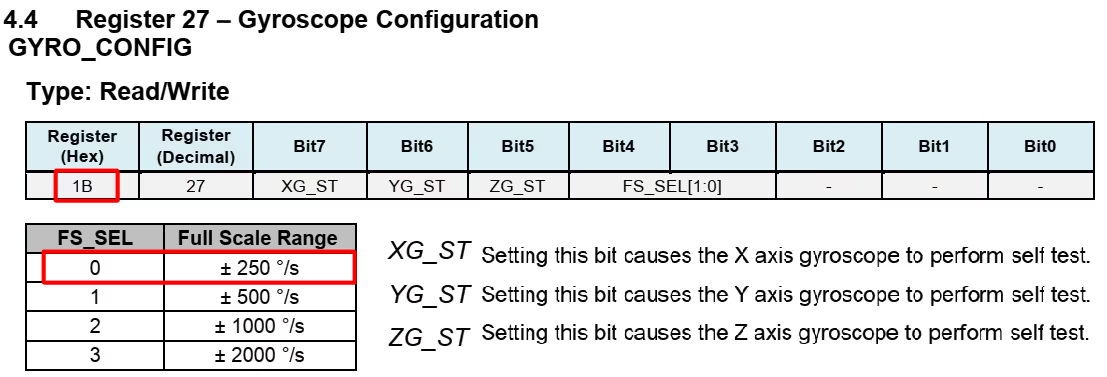 4.4 Register 27 – Gyroscope Configuration
GYRO_CONFIG
Type: Read/Write
Register (Hex) Register (Decimal) Bit7 Bit6 Bit5 Bit4 Bit3 Bit2 Bit1 Bit0
1B 27 XG_ST YG_ST ZG_ST FS_SEL[1:0] - - -
FS_SEL Full Scale Range
0 ± 250 °/s
1 ± 500 °/s
2 ± 1000 °/s
3 ± 2000 °/s
XG_ST Setting this bit causes the X axis gyroscope to perform self test.
YG_ST Setting this bit causes the Y axis gyroscope to perform self test.
ZG_ST Setting this bit causes the Z axis gyroscope to perform self test.